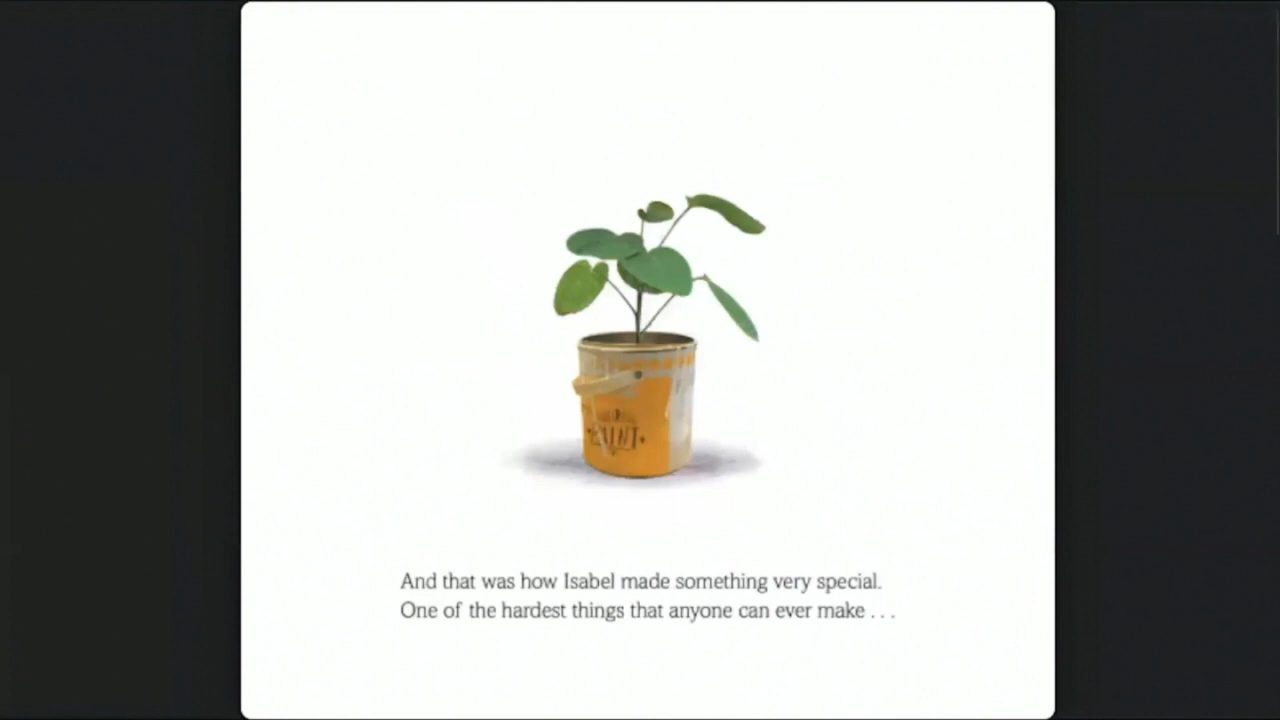 PAINT
And that was how Isabel made something very special.
One of the hardest things that anyone can ever make . . .